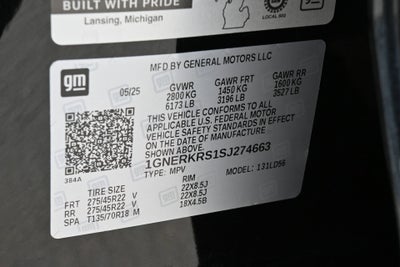 BUILT WITH PRIDE
Lansing, Michigan
LOCAL 602
gm
MFD BY GENERAL MOTORS LLC
05/25 GVWR GAWR FRT GAWR RR
2800 KG 1450 KG 1600 KG
6173 LB 3196 LB 3527 LB
THIS VEHICLE CONFORMS TO ALL
APPLICABLE U.S. FEDERAL MOTOR
VEHICLE SAFETY STANDARDS IN EFFECT
ON THE DATE OF MANUFACTURE
SHOWN ABOVE.
1GNERKRS1SJ274663
384A TYPE: MPV MODEL: 131LD56
TIRE SIZE RIM
FRT 275/45R22 V 22X8.5J
RR 275/45R22 V 22X8.5J
SPA T135/70R18 M 18X4.5B